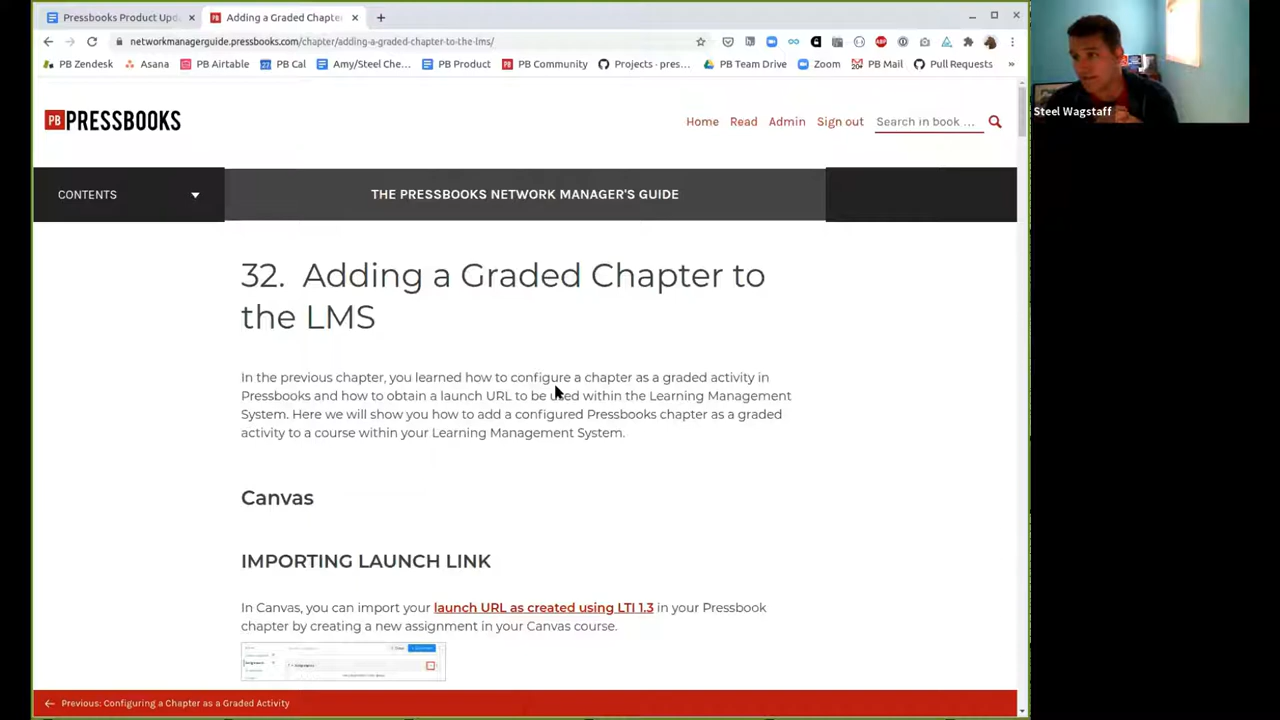 Pressbooks Product Upda
Adding a Graded Chapte
networkmanagerguide.pressbooks.com/chapter/adding-a-graded-chapter-to-the-lms/
PB Zendesk
Asana
PB Airtable
PB Cal
Amy/Steel Che...
PB Product
PB Community
Projects · pres...
PB Team Drive
Zoom
PB Mail
Pull Requests
»
Steel Wagstaff
PB PRESSBOOKS
Home
Read
Admin
Sign out
Search in book ...
CONTENTS
THE PRESSBOOKS NETWORK MANAGER'S GUIDE
32. Adding a Graded Chapter to
the LMS
In the previous chapter, you learned how to configure a chapter as a graded activity in
Pressbooks and how to obtain a launch URL to be used within the Learning Management
System. Here we will show you how to add a configured Pressbooks chapter as a graded
activity to a course within your Learning Management System.
Canvas
IMPORTING LAUNCH LINK
In Canvas, you can import your launch URL as created using LTI 1.3 in your Pressbook
chapter by creating a new assignment in your Canvas course.
← Previous: Configuring a Chapter as a Graded Activity